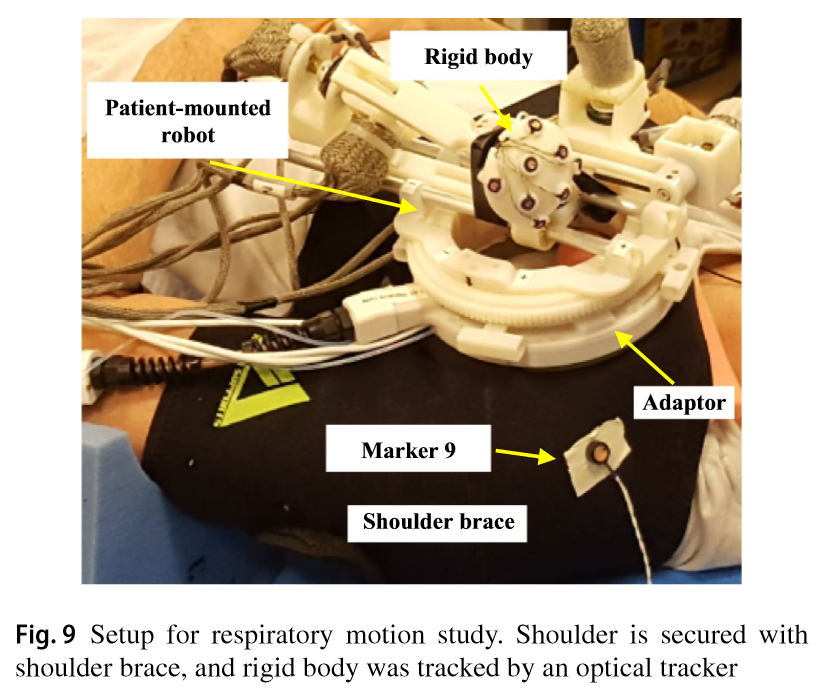 Rigid body
Patient-mounted
robot
Adaptor
Marker 9
Shoulder brace
Fig. 9 Setup for respiratory motion study. Shoulder is secured with
shoulder brace, and rigid body was tracked by an optical tracker